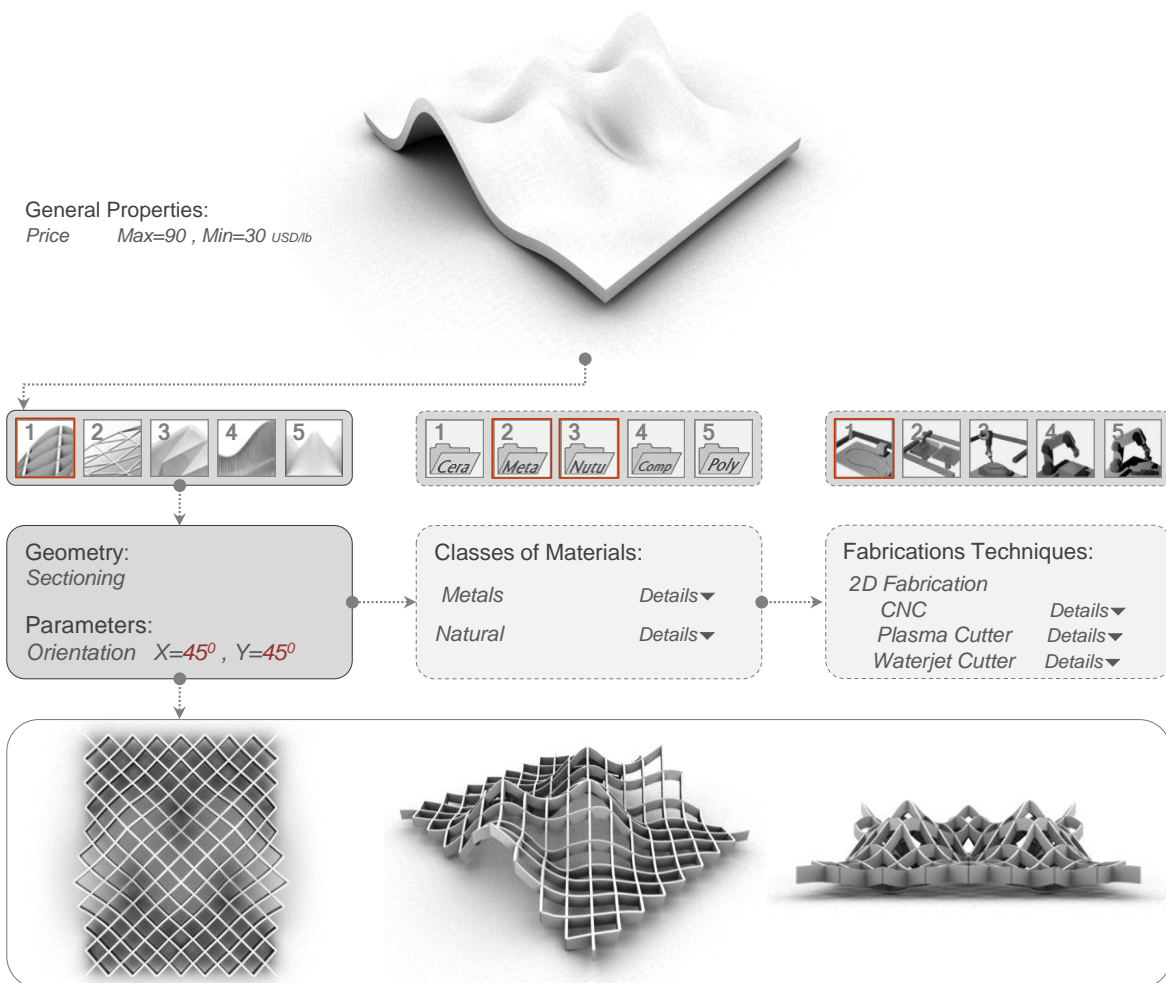 General Properties:
Price Max=90 , Min=30 USD/lb
1 2 3 4 5
1 2 3 4 5
Cera Meta Nutu Comp Poly
1 2 3 4 5
Geometry:
Sectioning
Parameters:
Orientation X=45⁰ , Y=45⁰
Classes of Materials:
Metals Details▼
Natural Details▼
Fabrications Techniques:
2D Fabrication
CNC Details▼
Plasma Cutter Details▼
Waterjet Cutter Details▼